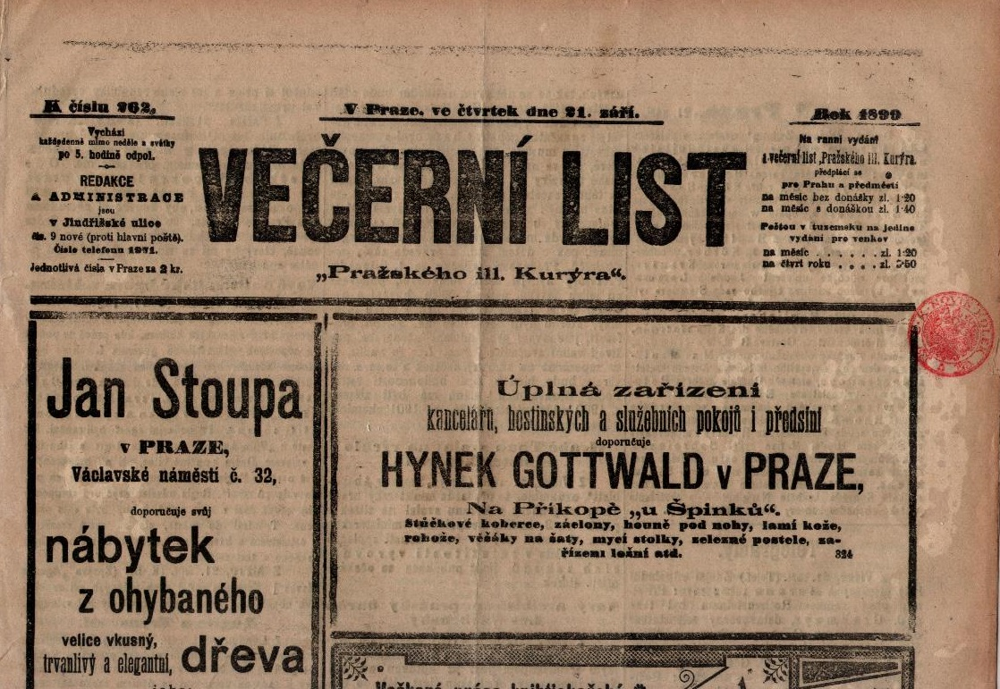 K číslu 262.
V Praze, ve čtvrtek dne 21. září.
Rok 1899
Vychází
každodenně mimo neděle a svátky
po 5. hodině odpol.
REDAKCE
a ADMINISTRACE
jsou
v Jindřišské ulice
čís. 9 nové (proti hlavní poště).
Číslo telefonu 1971.
Jednotlivá čísla v Praze za 2 kr.
VEČERNÍ LIST
„Pražského ill. Kurýra“.
Na ranní vydání
a večerní list „Pražského ill. Kurýra
předplácí se
pro Prahu a předměstí
na měsíc bez donášky zl. 1·20
na měsíc s donáškou zl. 1·40
Poštou v tuzemsku na jedino
vydání pro venkov
na měsíc . . . . . . zl. 1·20
na čtvrt roku . . . . zl. 3·50
Jan Stoupa
v PRAZE,
Václavské náměstí č. 32,
doporučuje svůj
nábytek
z ohybaného
velice vkusný,
trvanlivý a elegantní, dřeva
Úplná zařízení
kancelářů, hostinských a služebních pokojů i předsíní
doporučuje
HYNEK GOTTWALD v PRAZE,
Na Příkopě „u Špinků“.
Stůčkové koberce, záclony, houně pod nohy, lamí kože,
rohože, věšáky na šaty, mycí stolky, železné postele, za-
řízení ložní atd. 324